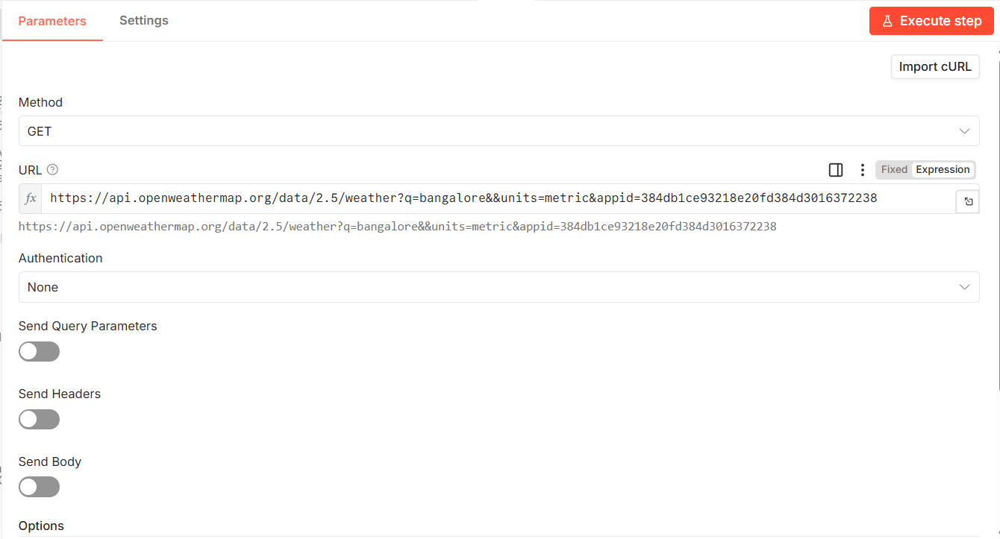 Parameters Settings Execute step
Import cURL
Method
GET
URL Fixed Expression
fx https://api.openweathermap.org/data/2.5/weather?q=bangalore&&units=metric&appid=384db1ce93218e20fd384d3016372238
https://api.openweathermap.org/data/2.5/weather?q=bangalore&&units=metric&appid=384db1ce93218e20fd384d3016372238
Authentication
None
Send Query Parameters
Send Headers
Send Body
Options